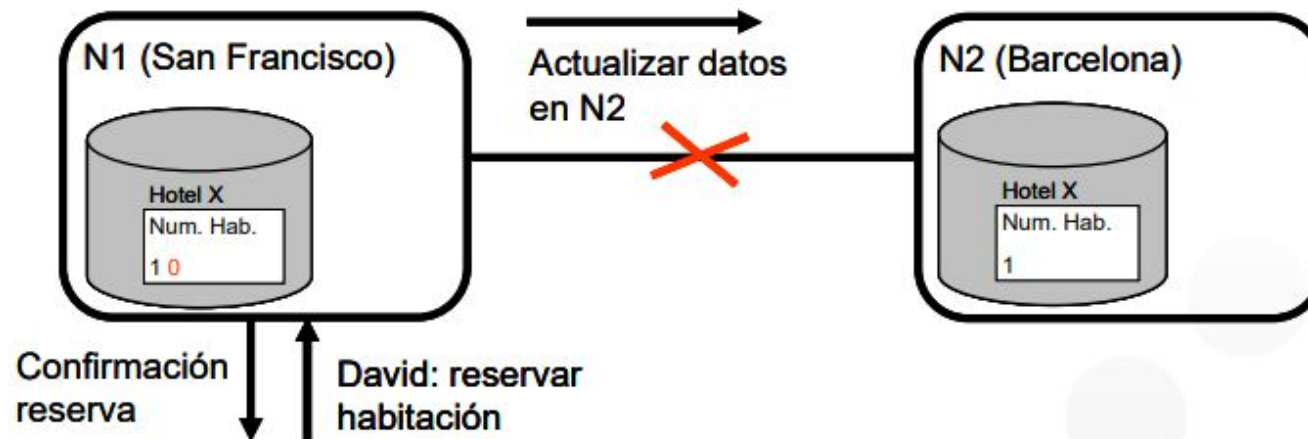 N1 (San Francisco)
Hotel X
Num. Hab.
1 0
Actualizar datos
en N2
N2 (Barcelona)
Hotel X
Num. Hab.
1
Confirmación
reserva
David: reservar
habitación